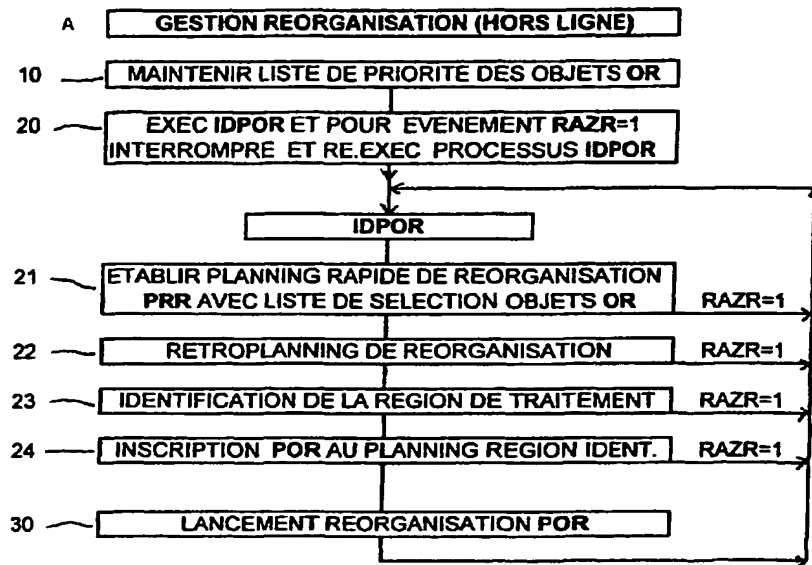 A GESTION REORGANISATION (HORS LIGNE)
10 MAINTENIR LISTE DE PRIORITE DES OBJETS OR
20 EXEC IDPOR ET POUR EVENEMENT RAZR=1
INTERROMPRE ET RE.EXEC PROCESSUS IDPOR
IDPOR
21 ETABLIR PLANNING RAPIDE DE REORGANISATION
PRR AVEC LISTE DE SELECTION OBJETS OR RAZR=1
22 RETROPLANNING DE REORGANISATION RAZR=1
23 IDENTIFICATION DE LA REGION DE TRAITEMENT RAZR=1
24 INSCRIPTION POR AU PLANNING REGION IDENT. RAZR=1
30 LANCEMENT REORGANISATION POR